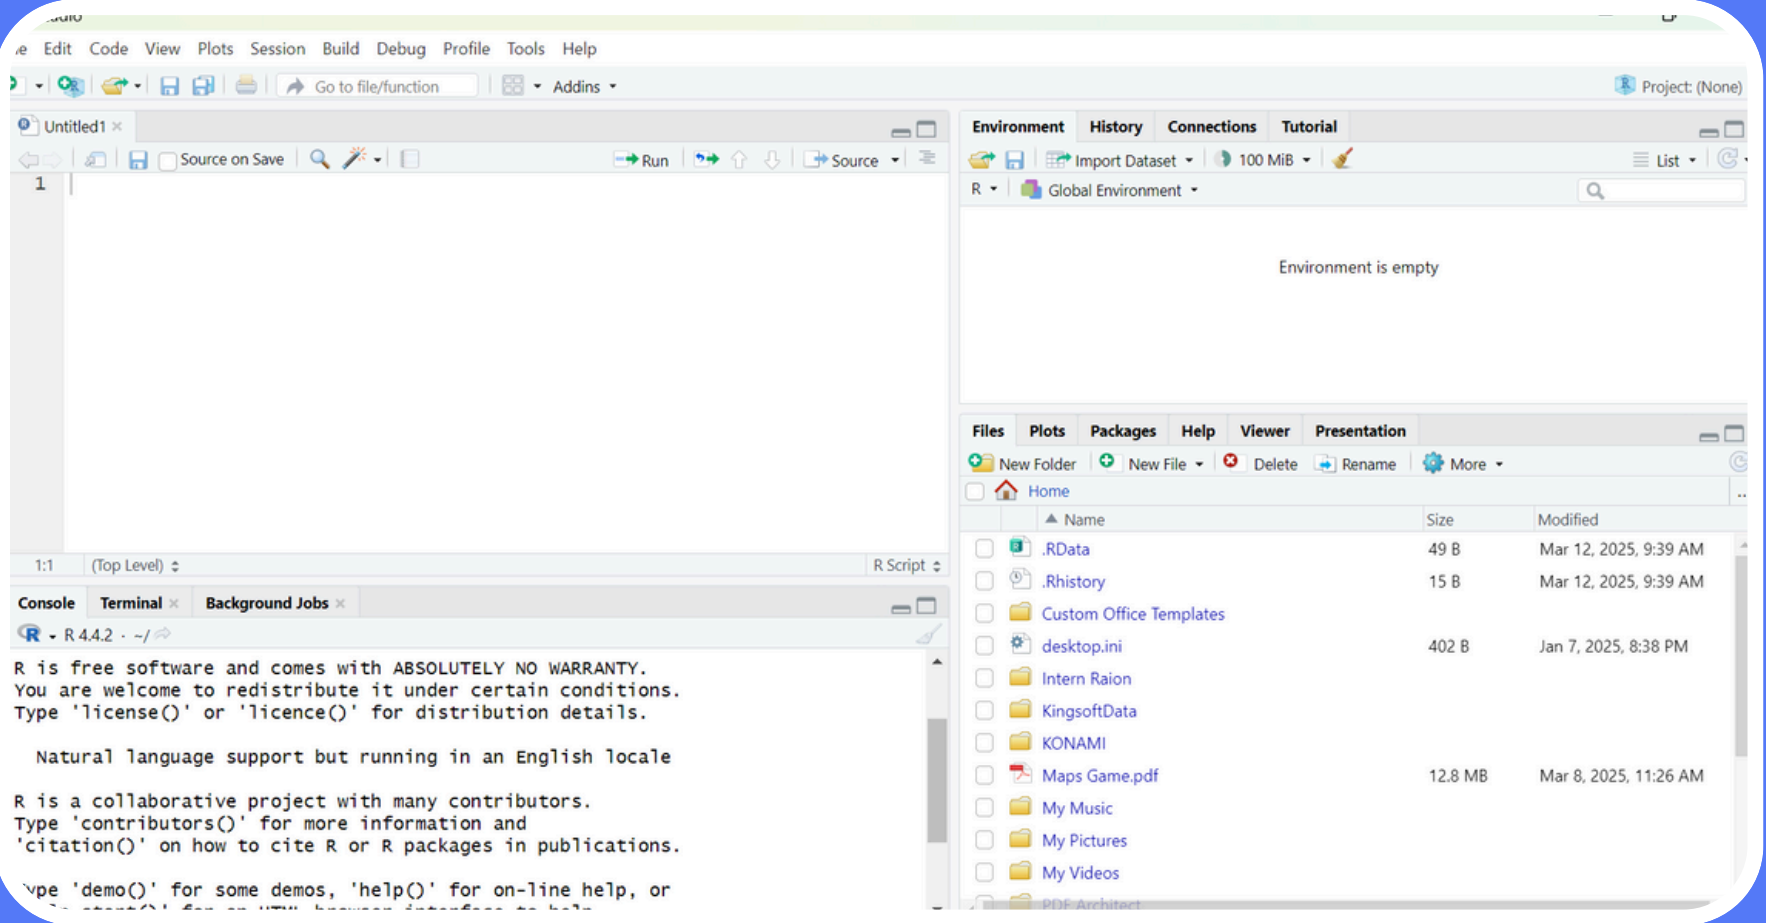 Edit Code View Plots Session Build Debug Profile Tools Help
Go to file/function Addins Project: (None)
Untitled1
Source on Save Run Source
1
1:1 (Top Level) R Script
Console Terminal Background Jobs
R 4.4.2 · ~/
R is free software and comes with ABSOLUTELY NO WARRANTY.
You are welcome to redistribute it under certain conditions.
Type 'license()' or 'licence()' for distribution details.
Natural language support but running in an English locale
R is a collaborative project with many contributors.
Type 'contributors()' for more information and
'citation()' on how to cite R or R packages in publications.
'demo()' for some demos, 'help()' for on-line help, or
Environment History Connections Tutorial
Import Dataset 100 MiB List
R Global Environment
Environment is empty
Files Plots Packages Help Viewer Presentation
New Folder New File Delete Rename More
Home ..
Name Size Modified
.RData 49 B Mar 12, 2025, 9:39 AM
.Rhistory 15 B Mar 12, 2025, 9:39 AM
Custom Office Templates
desktop.ini 402 B Jan 7, 2025, 8:38 PM
Intern Raion
KingsoftData
KONAMI
Maps Game.pdf 12.8 MB Mar 8, 2025, 11:26 AM
My Music
My Pictures
My Videos
PDF Architect